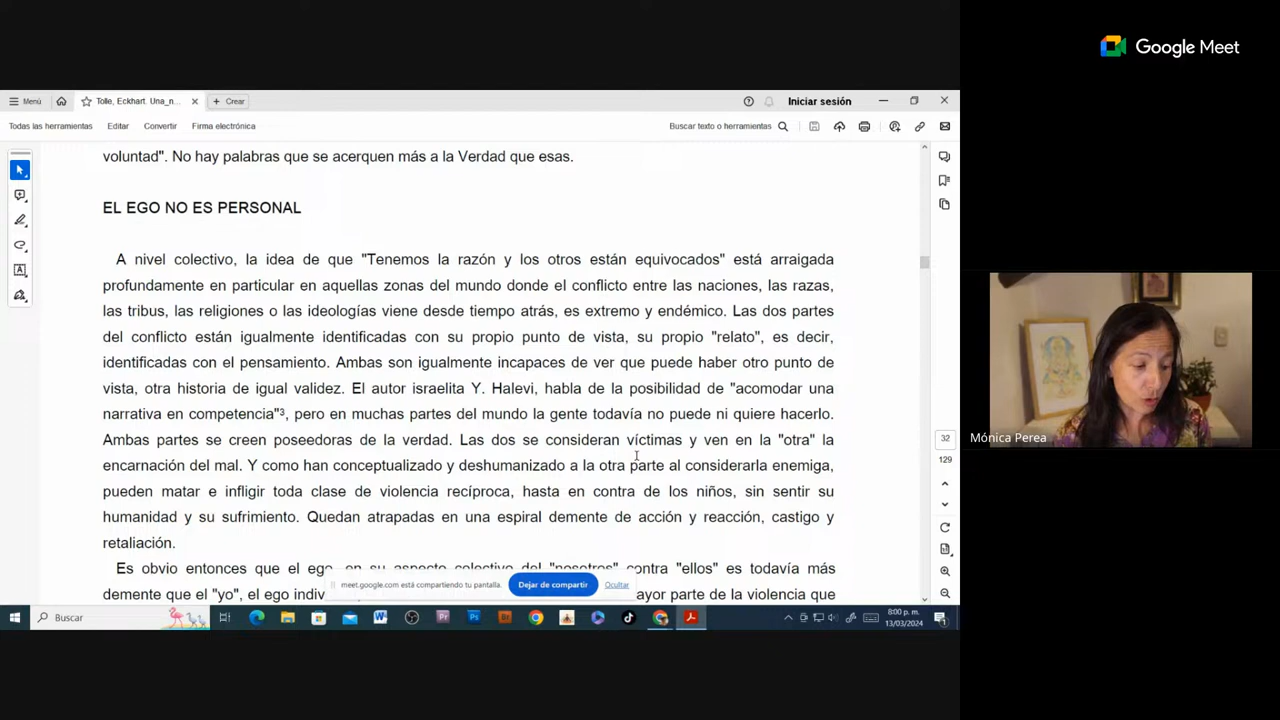 Google Meet
Menú
Tolle, Eckhart. Una_n...
Crear
Iniciar sesión
Todas las herramientas
Editar
Convertir
Firma electrónica
Buscar texto o herramientas
voluntad". No hay palabras que se acerquen más a la Verdad que esas.
EL EGO NO ES PERSONAL
A nivel colectivo, la idea de que "Tenemos la razón y los otros están equivocados" está arraigada
profundamente en particular en aquellas zonas del mundo donde el conflicto entre las naciones, las razas,
las tribus, las religiones o las ideologías viene desde tiempo atrás, es extremo y endémico. Las dos partes
del conflicto están igualmente identificadas con su propio punto de vista, su propio "relato", es decir,
identificadas con el pensamiento. Ambas son igualmente incapaces de ver que puede haber otro punto de
vista, otra historia de igual validez. El autor israelita Y. Halevi, habla de la posibilidad de "acomodar una
narrativa en competencia"³, pero en muchas partes del mundo la gente todavía no puede ni quiere hacerlo.
Ambas partes se creen poseedoras de la verdad. Las dos se consideran víctimas y ven en la "otra" la
encarnación del mal. Y como han conceptualizado y deshumanizado a la otra parte al considerarla enemiga,
pueden matar e infligir toda clase de violencia recíproca, hasta en contra de los niños, sin sentir su
humanidad y su sufrimiento. Quedan atrapadas en una espiral demente de acción y reacción, castigo y
retaliación.
Es obvio entonces que el ego, en su aspecto colectivo del "nosotros" contra "ellos" es todavía más
demente que el "yo", el ego indiv
ayor parte de la violencia que
32
129
Mónica Perea
meet.google.com está compartiendo tu pantalla.
Dejar de compartir
Ocultar
Buscar
8:00 p. m.
13/03/2024